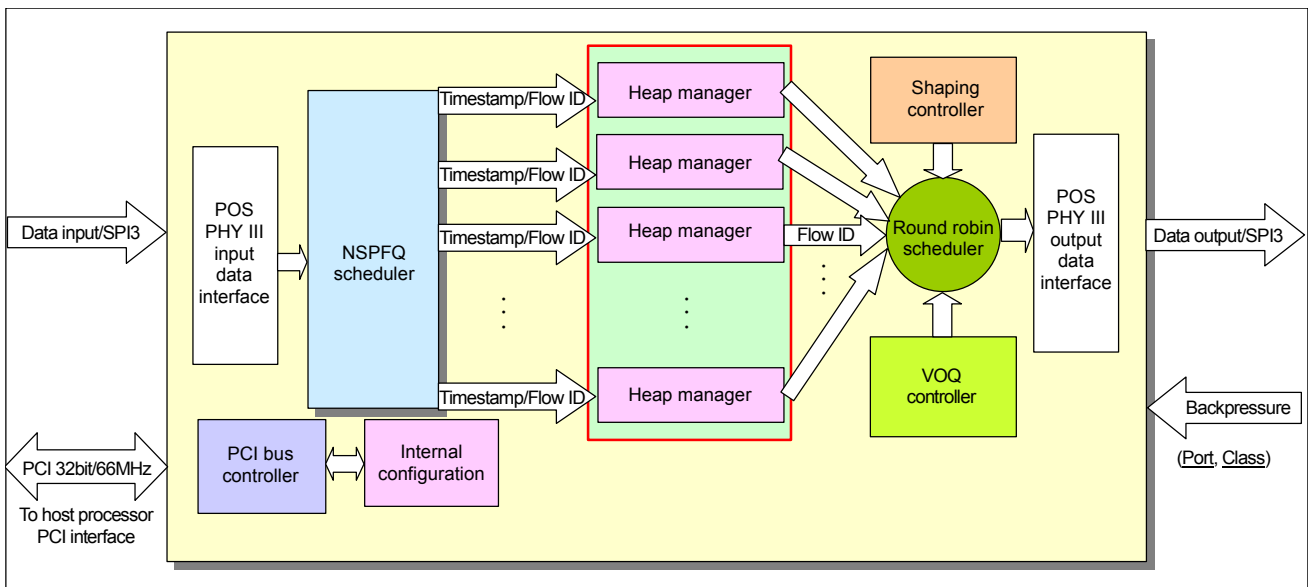 Data input/SPI3
PCI 32bit/66MHz
To host processor
PCI interface
POS
PHY III
input
data
interface
NSPFQ
scheduler
PCI bus
controller
Internal
configuration
Timestamp/Flow ID
Timestamp/Flow ID
Timestamp/Flow ID
Timestamp/Flow ID
Heap manager
Heap manager
Heap manager
Heap manager
Flow ID
Shaping
controller
Round robin
scheduler
VOQ
controller
POS
PHY III
output
data
interface
Data output/SPI3
Backpressure
(Port, Class)